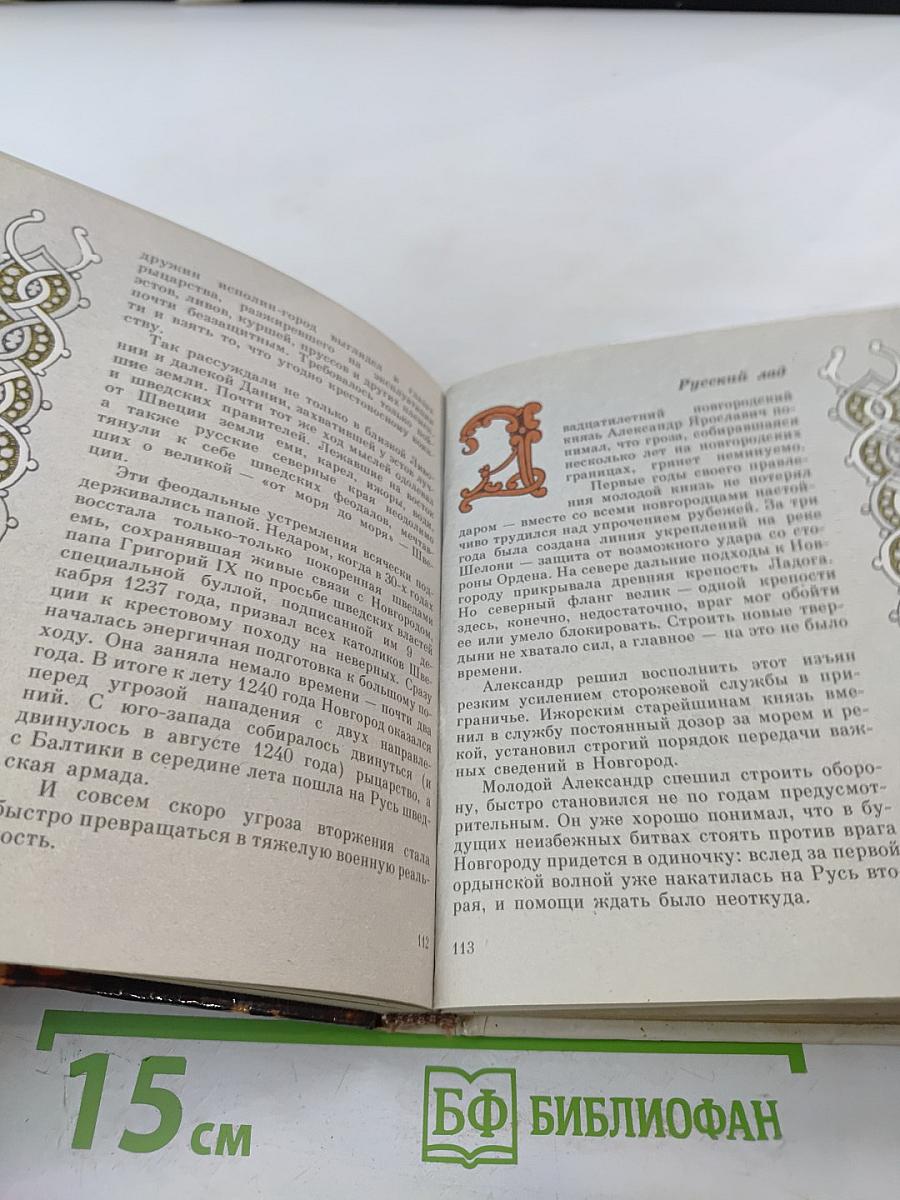 дружин исполин-город выглядел в глазах
рыцарства, разжиревшего на эксплуатации
эстов, ливов, куршей, пруссов и других племен,
почти беззащитным. Требовалось только вой-
ти и взять то, что угодно крестоносному воин-
ству.
Так рассуждали не только в близкой Ливо-
нии и далекой Дании, захватившей у эстов луч-
шие земли. Почти тот же ход мыслей одолевал
и шведских правителей. Лежавшие на восток
от Швеции земли еми, карел, ижоры, води,
а также русские северные края неодолимо
тянули к себе шведских феодалов, мечтав-
ших о великой — «от моря до моря» — Шве-
ции.
Эти феодальные устремления всячески под-
держивались папой. Недаром, когда в 30-х годах
восстала только-только покоренная шведами
емь, сохранявшая живые связи с Новгородом,
папа Григорий IX по просьбе шведских властей
специальной буллой, подписанной им 9 де-
кабря 1237 года, призвал всех католиков Шве-
ции к крестовому походу на неверных. Сразу
началась энергичная подготовка к большому по-
ходу. Она заняла немало времени — почти два
года. В итоге к лету 1240 года Новгород оказался
перед угрозой нападения с двух направле-
ний. С юго-запада собиралось двинуться (и
двинулось в августе 1240 года) рыцарство, а
с Балтики в середине лета пошла на Русь швед-
ская армада.
И совсем скоро угроза вторжения стала
быстро превращаться в тяжелую военную реаль-
ность.
112
Русский лад
Двадцатилетний новгородский
князь Александр Ярославич по-
нимал, что гроза, собиравшаяся
несколько лет на новгородских
границах, грянет неминуемо.
Первые годы своего правле-
ния молодой князь не потерял
даром — вместе со всеми новгородцами настой-
чиво трудился над упрочением рубежей. За три
года была создана линия укреплений на реке
Шелони — защита от возможного удара со сто-
роны Ордена. На севере дальние подходы к Нов-
городу прикрывала древняя крепость Ладога.
Но северный фланг велик — одной крепости
здесь, конечно, недостаточно, враг мог обойти
ее или умело блокировать. Строить новые твер-
дыни не хватало сил, а главное — на это не было
времени.
Александр решил восполнить этот изъян
резким усилением сторожевой службы в при-
граничье. Ижорским старейшинам князь вме-
нил в службу постоянный дозор за морем и ре-
кой, установил строгий порядок передачи важ-
ных сведений в Новгород.
Молодой Александр спешил строить оборо-
ну, быстро становился не по годам предусмот-
рительным. Он уже хорошо понимал, что в бу-
дущих неизбежных битвах стоять против врага
Новгороду придется в одиночку: вслед за первой
ордынской волной уже накатилась на Русь вто-
рая, и помощи ждать было неоткуда.
113
15 см
БФ БИБЛИОФАН